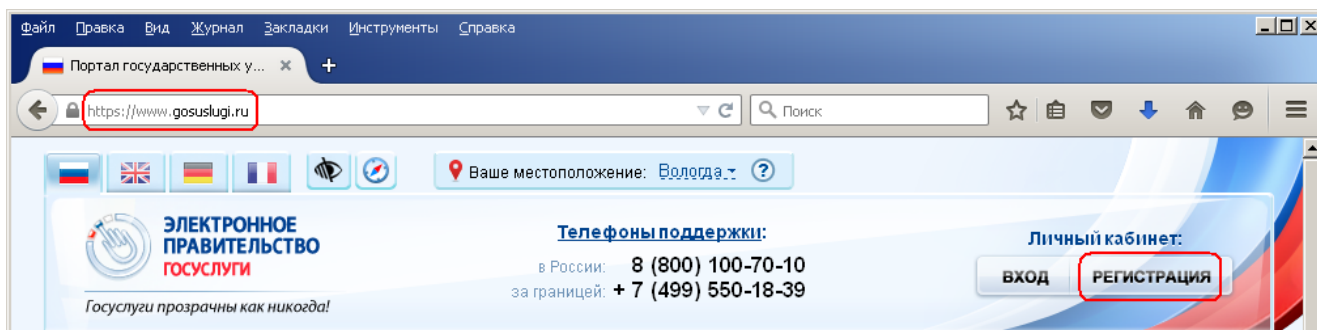 Файл Правка Вид Журнал Закладки Инструменты Справка
Портал государственных у...
https://www.gosuslugi.ru
Поиск
Ваше местоположение: Вологда
ЭЛЕКТРОННОЕ
ПРАВИТЕЛЬСТВО
ГОСУСЛУГИ
Госуслуги прозрачны как никогда!
Телефоны поддержки:
в России: 8 (800) 100-70-10
за границей: + 7 (499) 550-18-39
Личный кабинет:
ВХОД РЕГИСТРАЦИЯ